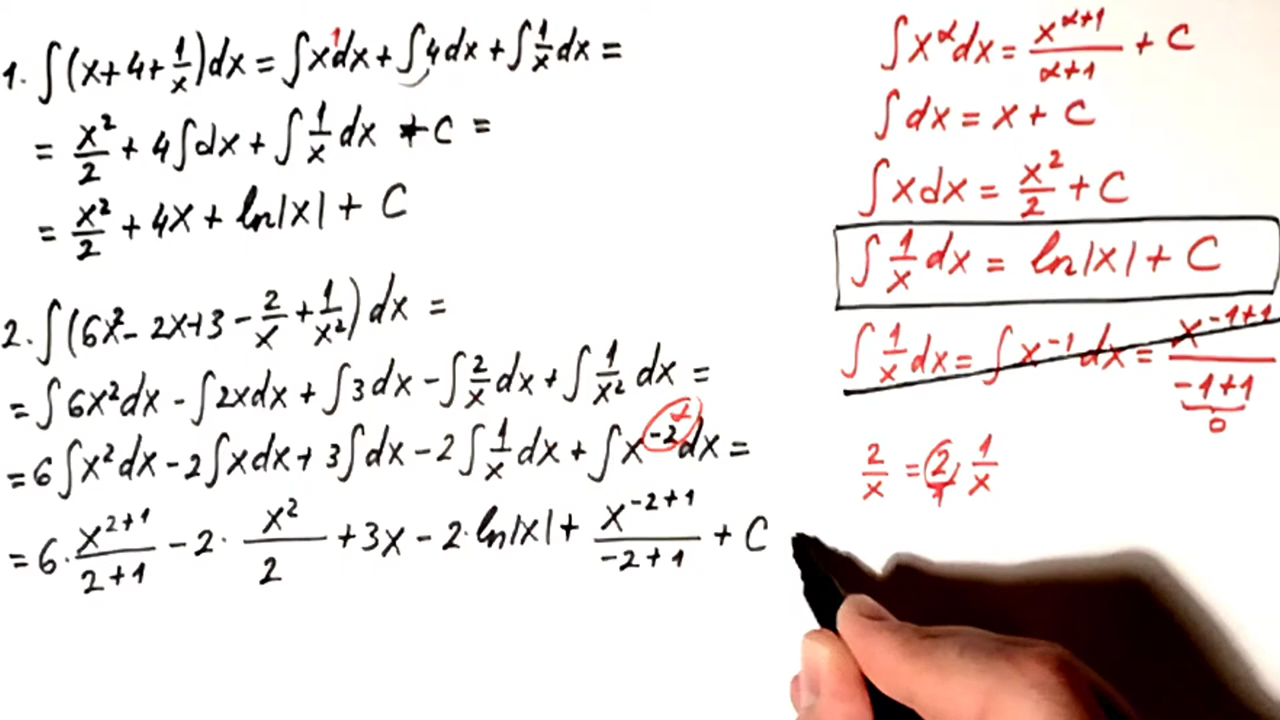 1. ∫(x+4+1/x)dx = ∫x¹dx + ∫4dx + ∫1/x dx =
= x²/2 + 4∫dx + ∫1/x dx + C =
= x²/2 + 4x + ln|x| + C
2. ∫(6x² - 2x+3 - 2/x + 1/x²)dx =
= ∫6x²dx - ∫2xdx + ∫3dx - ∫2/x dx + ∫1/x² dx =
= 6∫x²dx - 2∫xdx + 3∫dx - 2∫1/x dx + ∫x⁻²dx =
α
= 6·x²⁺¹/2+1 - 2·x²/2 + 3x - 2·ln|x| + x⁻²⁺¹/-2+1 + C
∫x^αdx = x^α+1/α+1 + C
∫dx = x + C
∫xdx = x²/2 + C
∫1/x dx = ln|x| + C
∫1/x dx = ∫x⁻¹dx = x⁻¹⁺¹/-1+1
0
2/x = 2/1·1/x